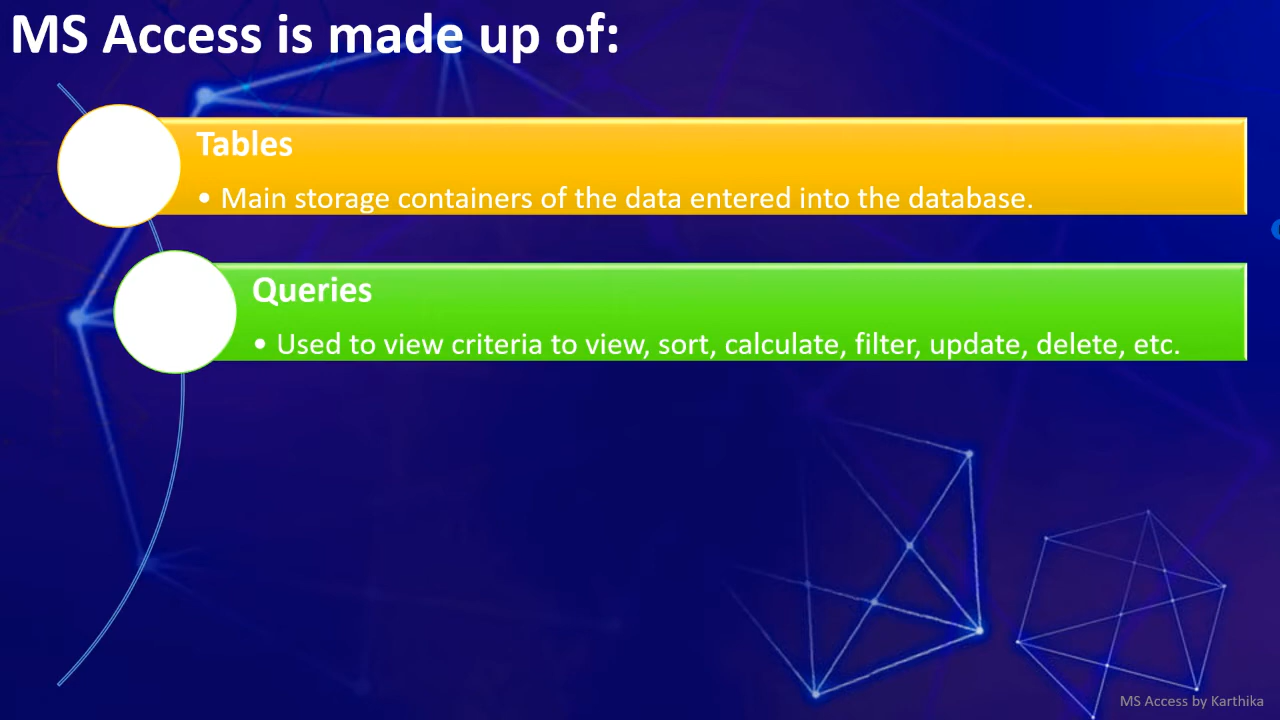 MS Access is made up of:
Tables
• Main storage containers of the data entered into the database.
Queries
• Used to view criteria to view, sort, calculate, filter, update, delete, etc.
MS Access by Karthika